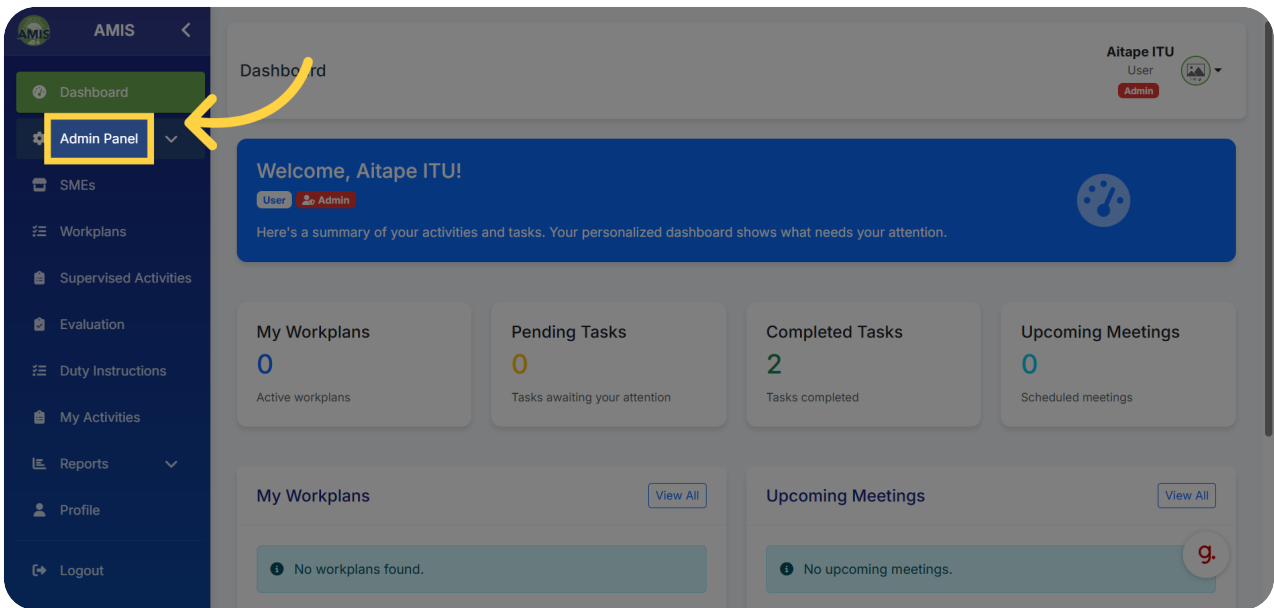 AMIS
AMIS
Dashboard
Admin Panel
SMEs
Workplans
Supervised Activities
Evaluation
Duty Instructions
My Activities
Reports
Profile
Logout
Dashboard
Aitape ITU
User
Admin
Welcome, Aitape ITU!
User Admin
Here's a summary of your activities and tasks. Your personalized dashboard shows what needs your attention.
My Workplans
0
Active workplans
Pending Tasks
0
Tasks awaiting your attention
Completed Tasks
2
Tasks completed
Upcoming Meetings
0
Scheduled meetings
My Workplans
View All
No workplans found.
Upcoming Meetings
View All
No upcoming meetings.
g.